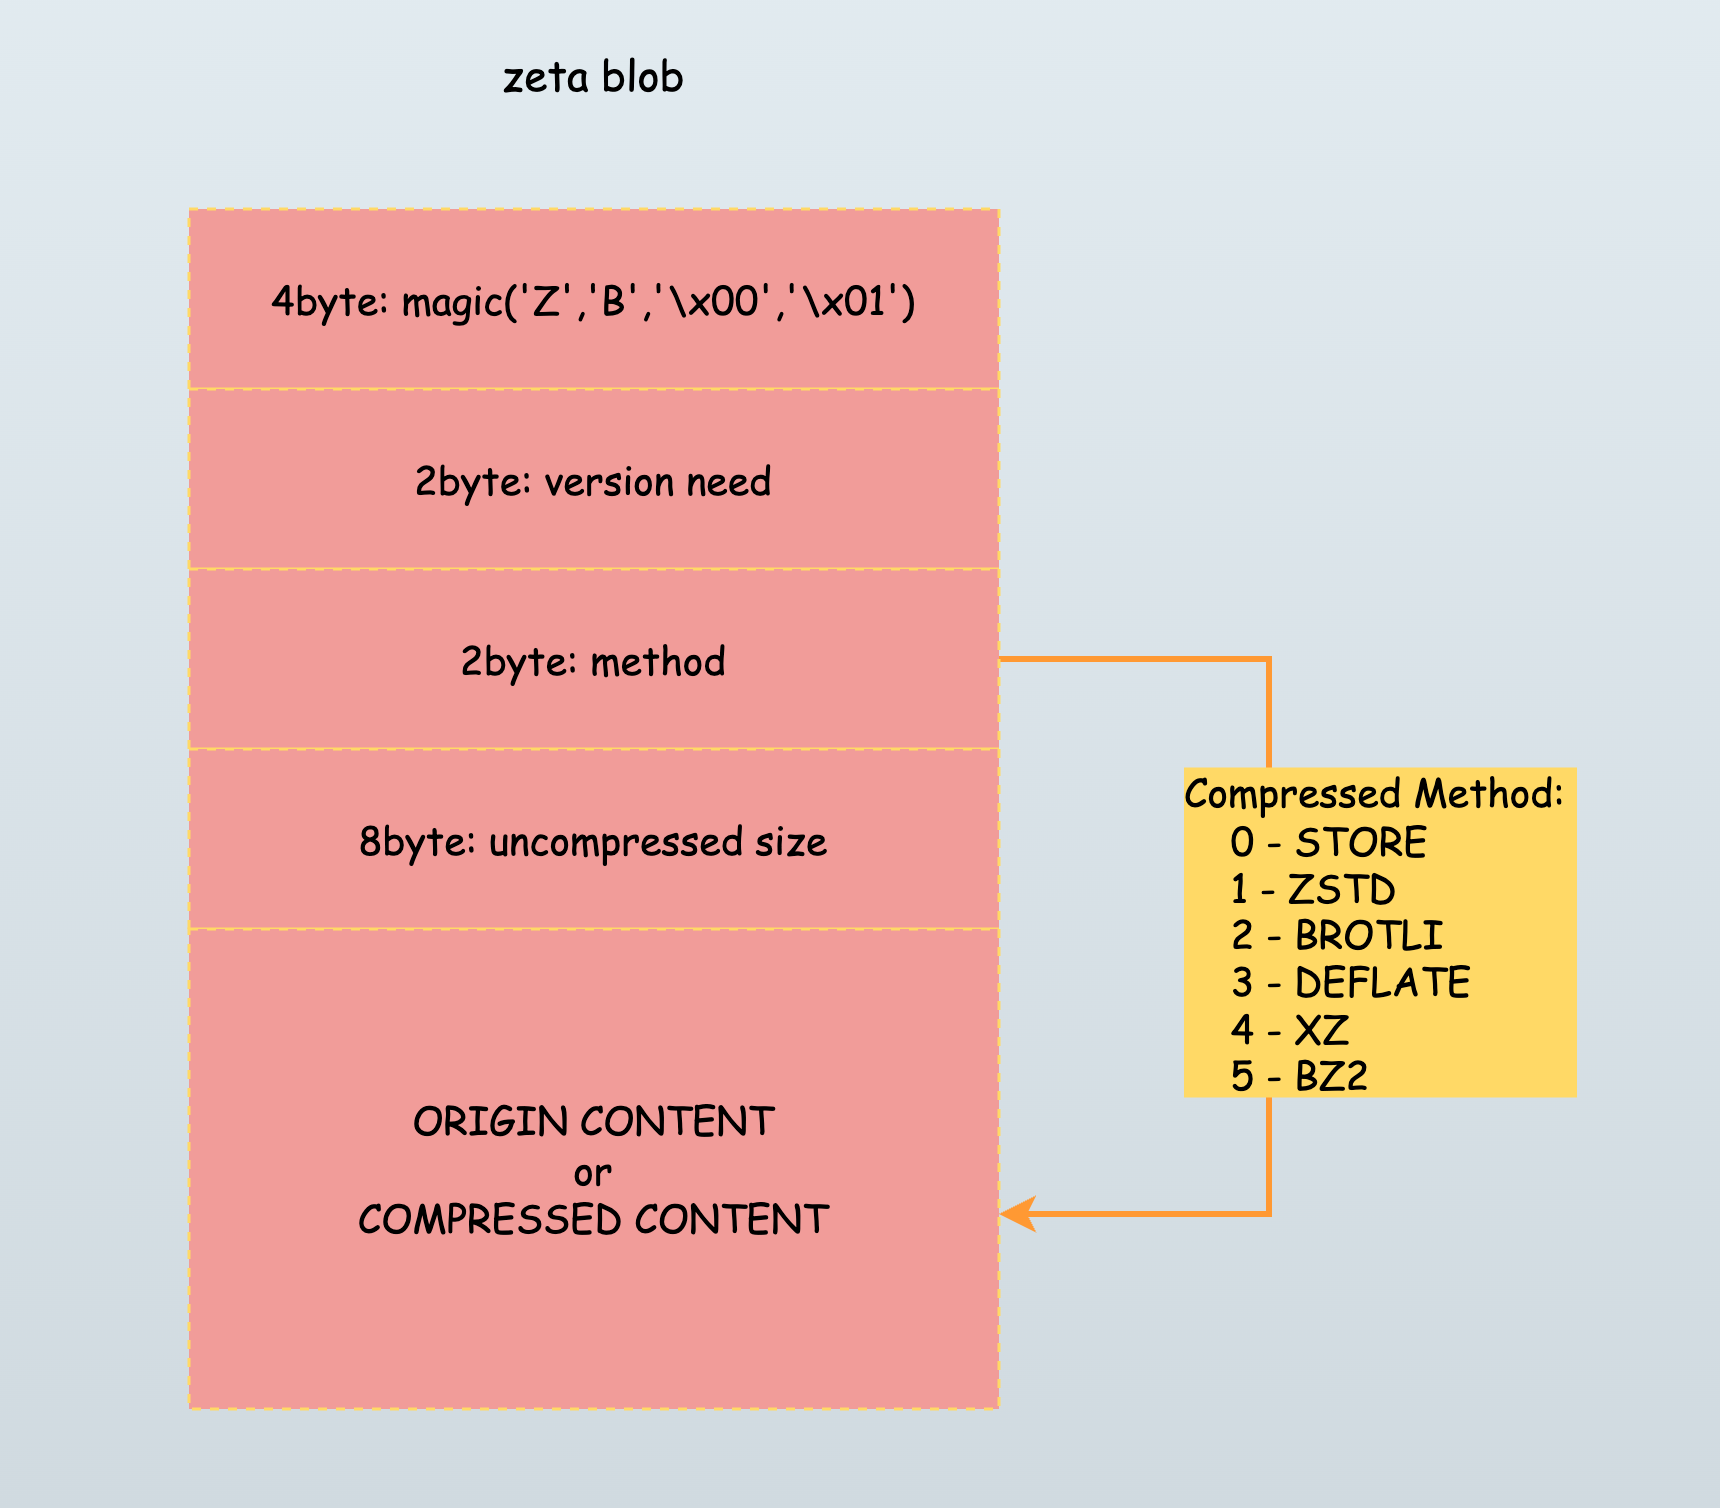 zeta blob
4byte: magic('Z','B','\x00','\x01')
2byte: version need
2byte: method
8byte: uncompressed size
Compressed Method:
0 - STORE
1 - ZSTD
2 - BROTLI
3 - DEFLATE
4 - XZ
5 - BZ2
ORIGIN CONTENT
or
COMPRESSED CONTENT